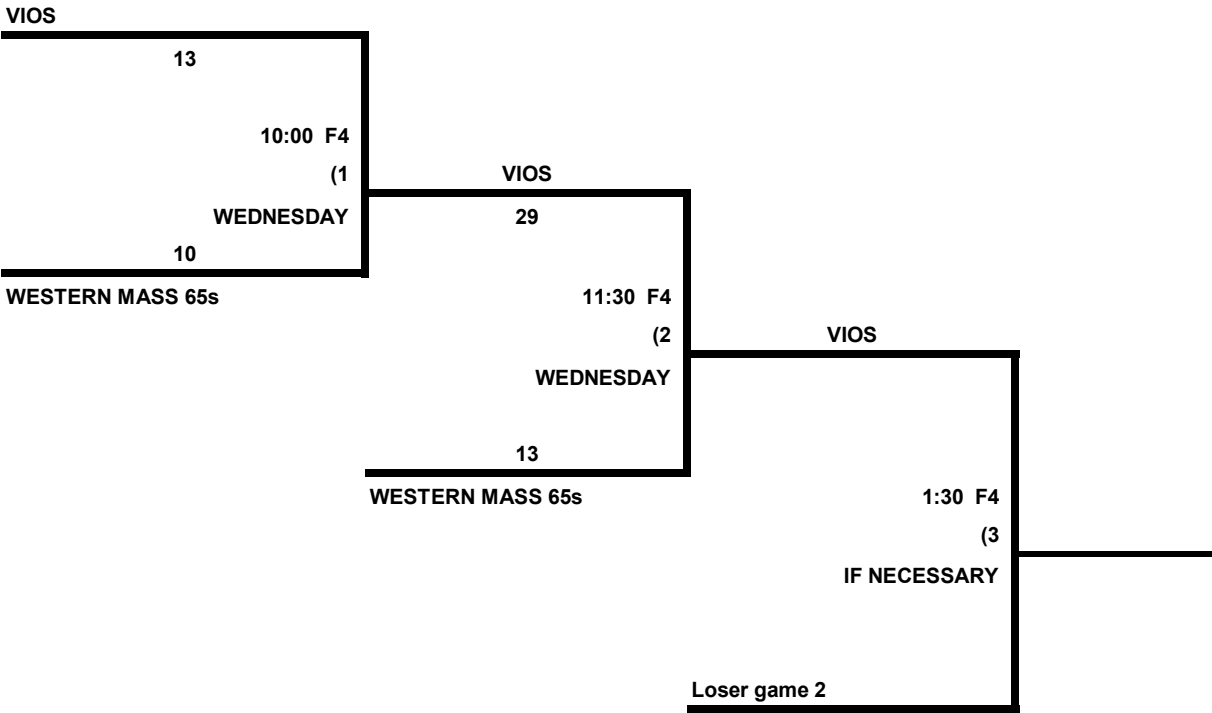 VIOS
13
10:00 F4
(1
WEDNESDAY
10
WESTERN MASS 65s
VIOS
29
11:30 F4
(2
WEDNESDAY
13
WESTERN MASS 65s
VIOS
1:30 F4
(3
IF NECESSARY
Loser game 2